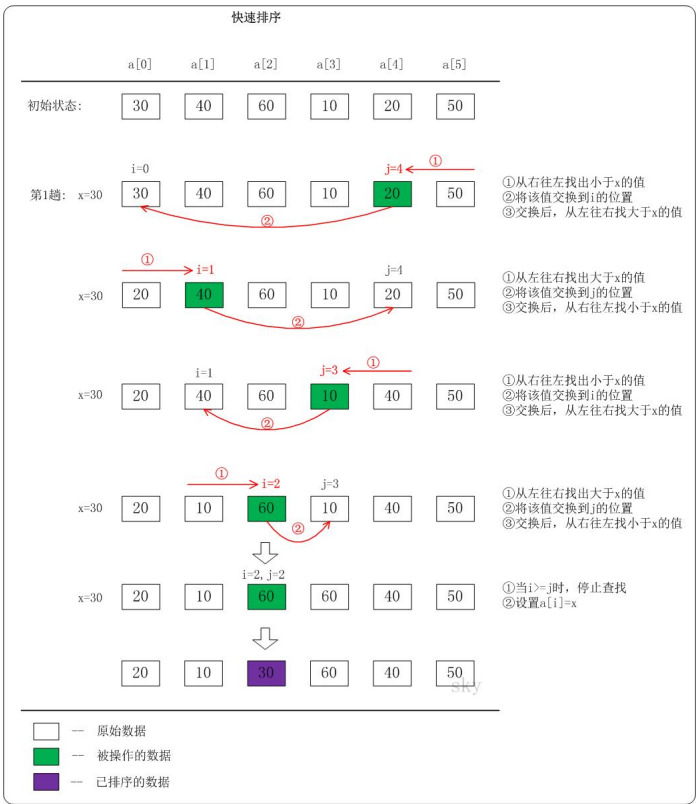 快速排序
a[0] a[1] a[2] a[3] a[4] a[5]
初始状态: 30 40 60 10 20 50
i=0 j=4 ①
第1趟: x=30 30 40 60 10 20 50
②
①从右往左找出小于x的值
②将该值交换到i的位置
③交换后，从左往右找大于x的值
① i=1 j=4
x=30 20 40 60 10 20 50
②
①从左往右找出大于x的值
②将该值交换到j的位置
③交换后，从右往左找小于x的值
i=1 j=3 ①
x=30 20 40 60 10 40 50
②
①从右往左找出小于x的值
②将该值交换到i的位置
③交换后，从左往右找大于x的值
① i=2 j=3
x=30 20 10 60 10 40 50
②
①从左往右找出大于x的值
②将该值交换到j的位置
③交换后，从右往左找小于x的值
i=2, j=2
x=30 20 10 60 60 40 50
①当i>=j时，停止查找
②设置a[i]=x
20 10 30 60 40 50
sky
-- 原始数据
-- 被操作的数据
-- 已排序的数据